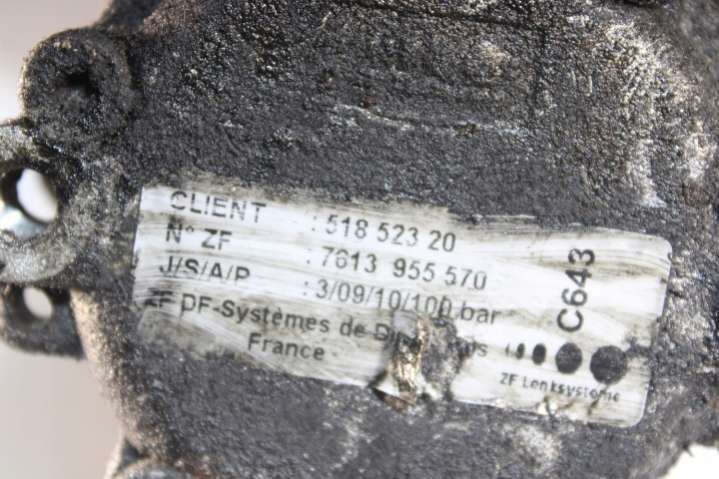 CLIENT : 518 523 20
N° ZF : 7613 955 570
J/S/A/P : 3/09/10/100 bar
DF-Systèmes de
France
C643
ZF Lenksysteme